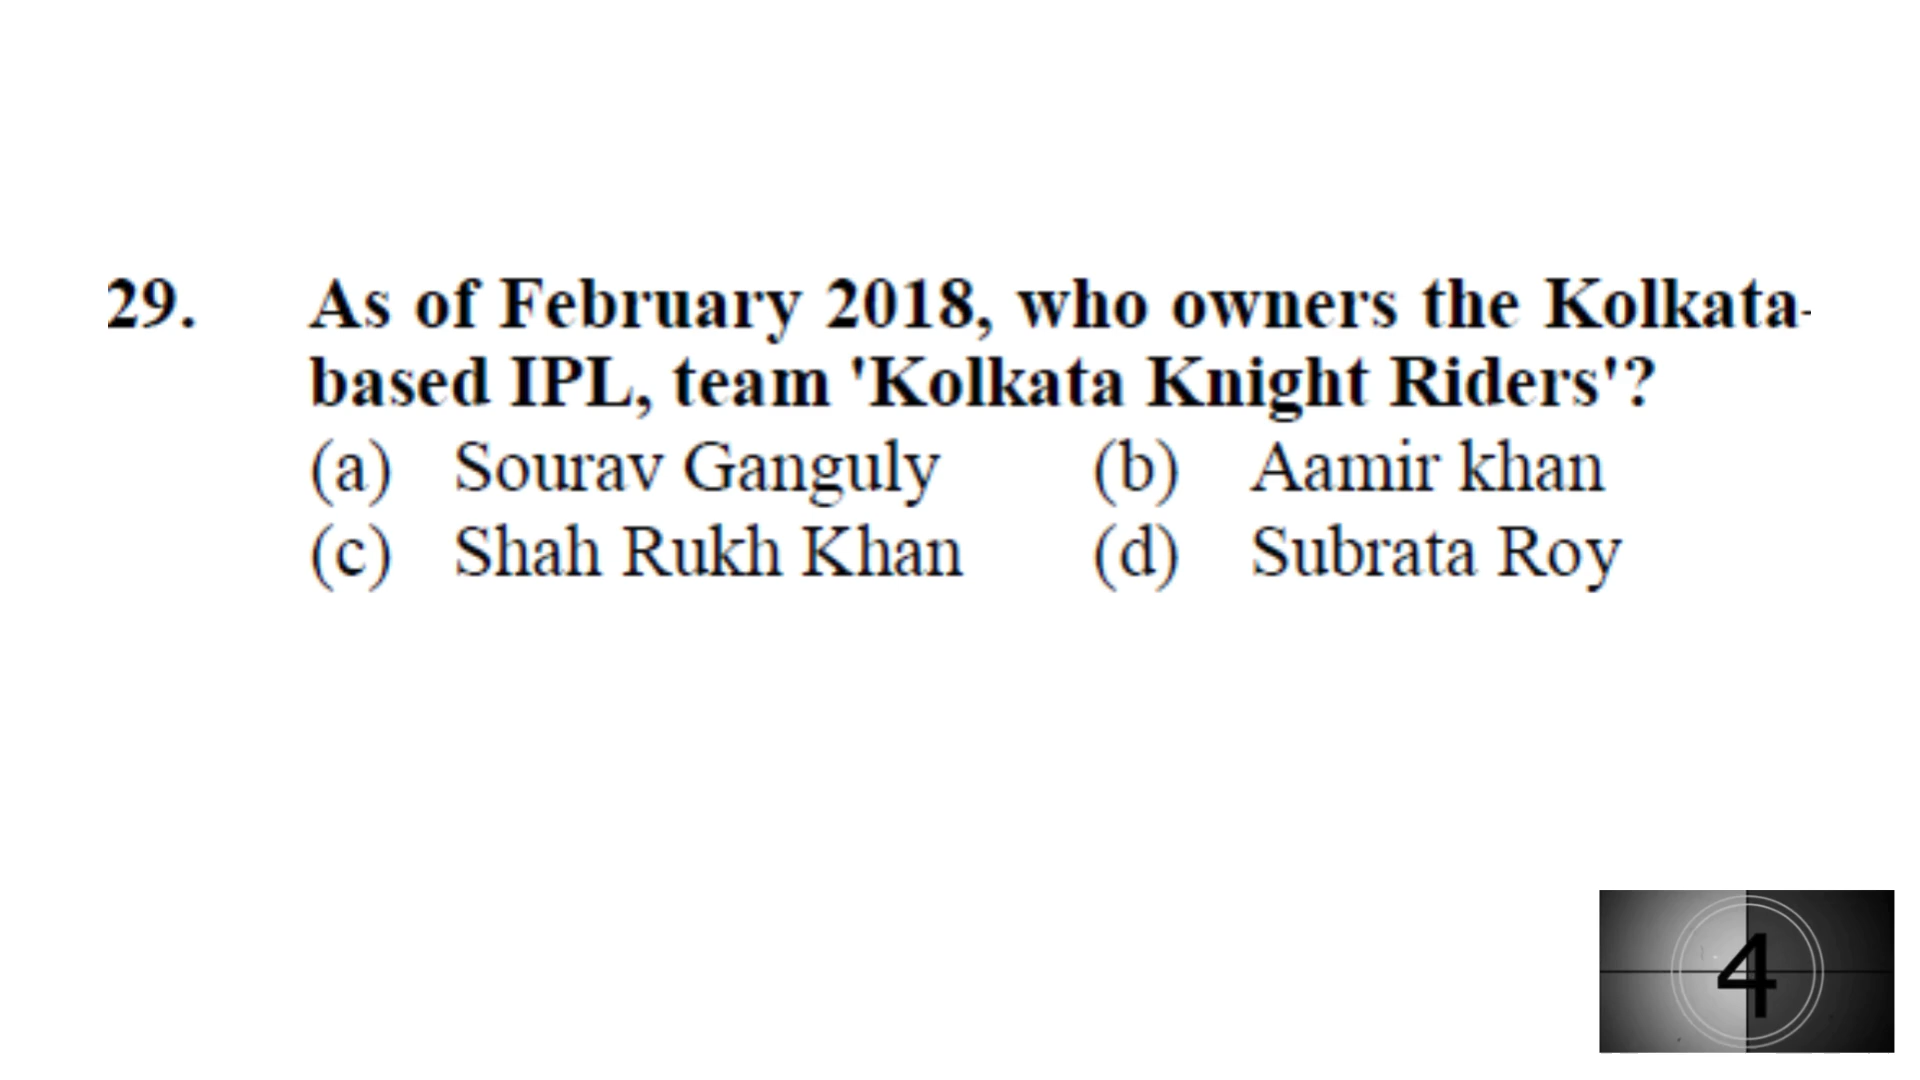 29. As of February 2018, who owners the Kolkata-
based IPL, team 'Kolkata Knight Riders'?
(a) Sourav Ganguly (b) Aamir khan
(c) Shah Rukh Khan (d) Subrata Roy
4